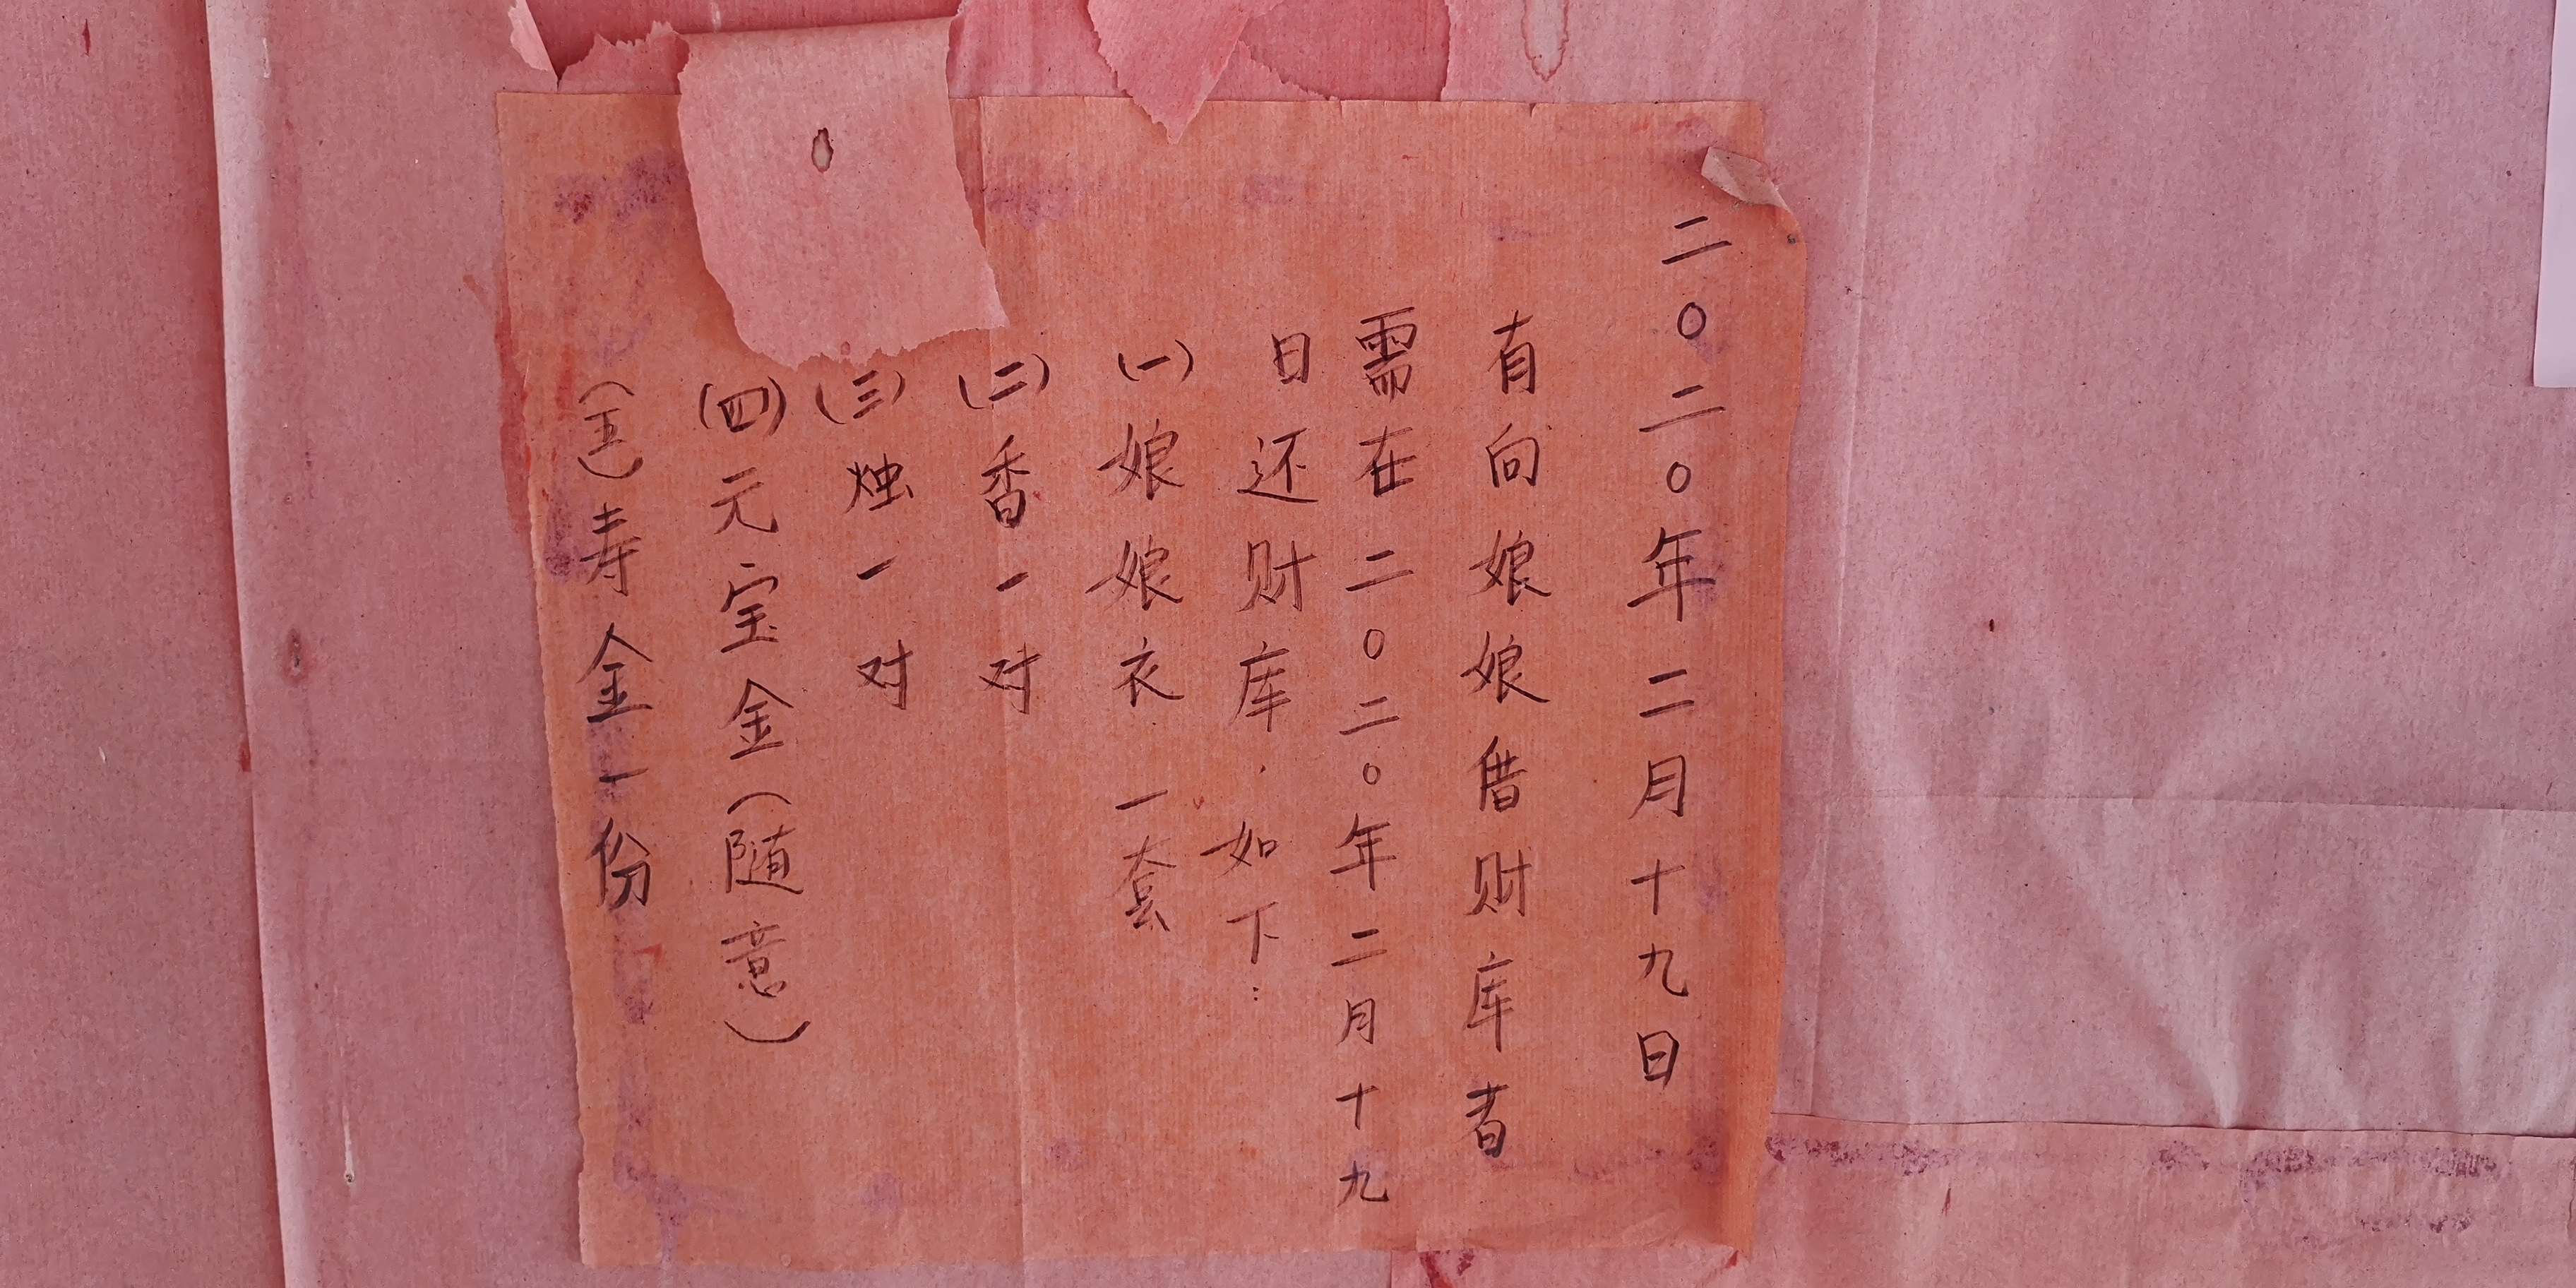 二〇二〇年二月十九日
有向娘娘借财库者
需在二〇二〇年二月十九
日还财库.如下:
(一)娘娘衣一套
(二)香一对
(三)烛一对
(四)元宝金(随意)
(五)寿金一份